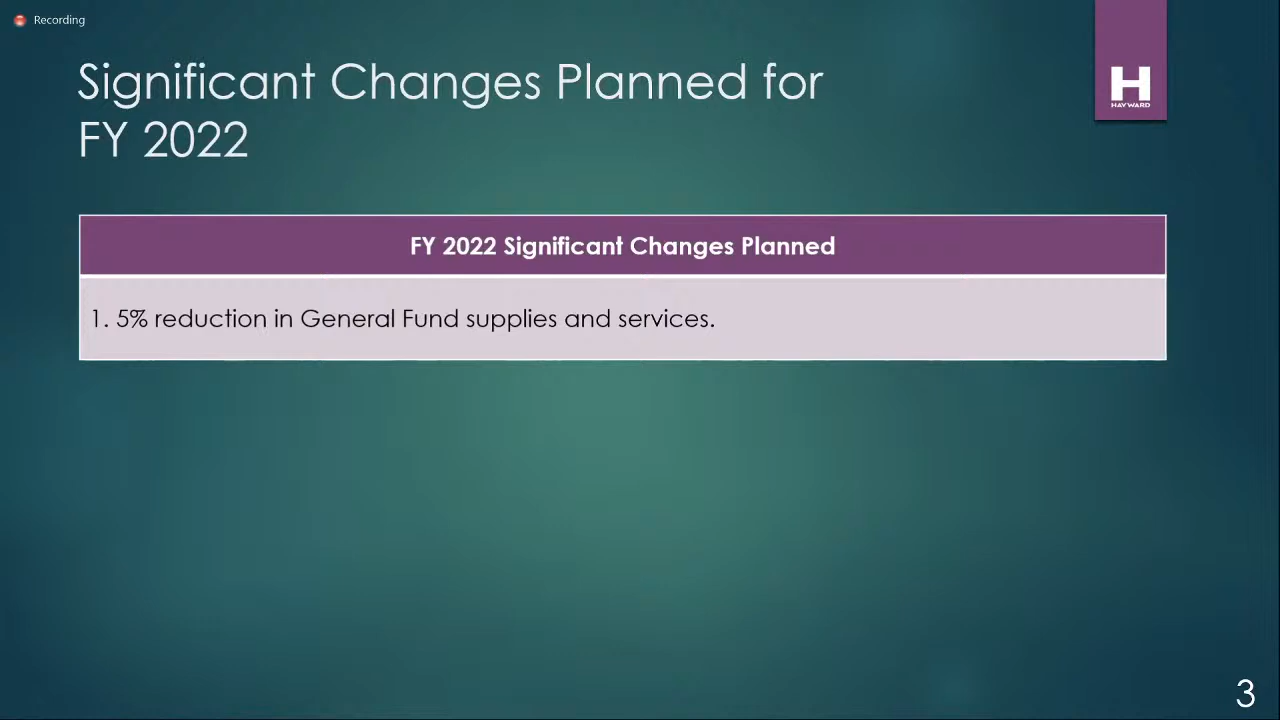 Recording
Significant Changes Planned for
FY 2022
H
HAYWARD
FY 2022 Significant Changes Planned
1. 5% reduction in General Fund supplies and services.
3